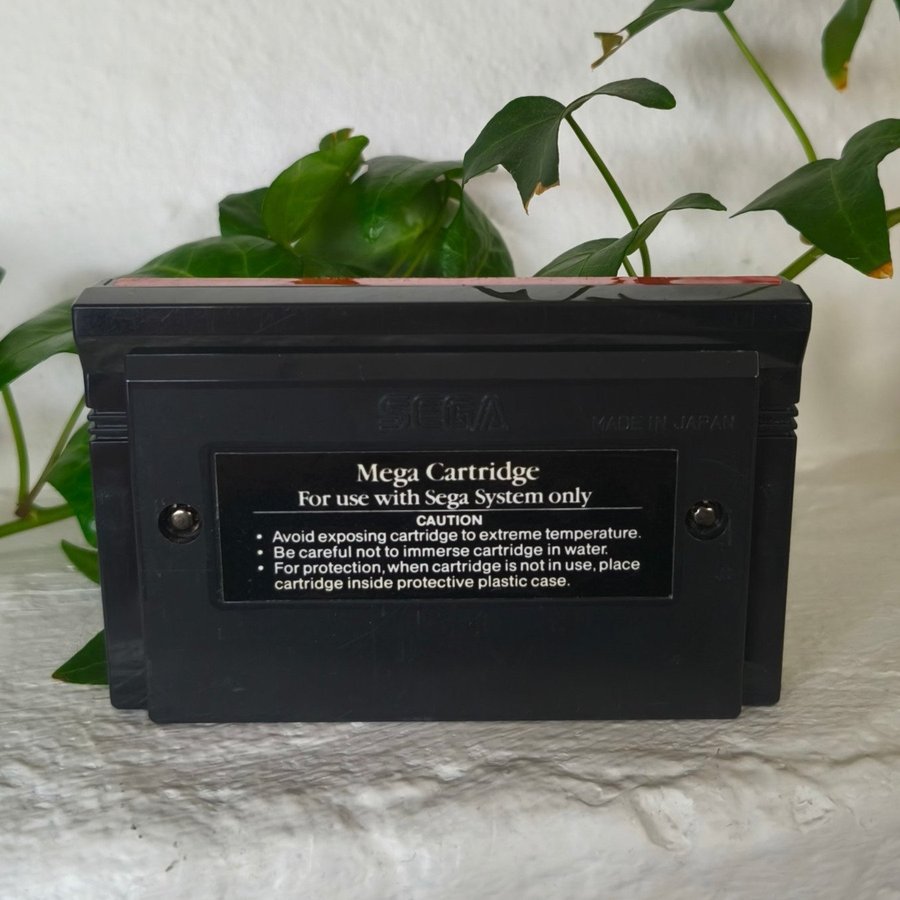 SEGA
MADE IN JAPAN
Mega Cartridge
For use with Sega System only
CAUTION
• Avoid exposing cartridge to extreme temperature.
• Be careful not to immerse cartridge in water.
• For protection, when cartridge is not in use, place
cartridge inside protective plastic case.